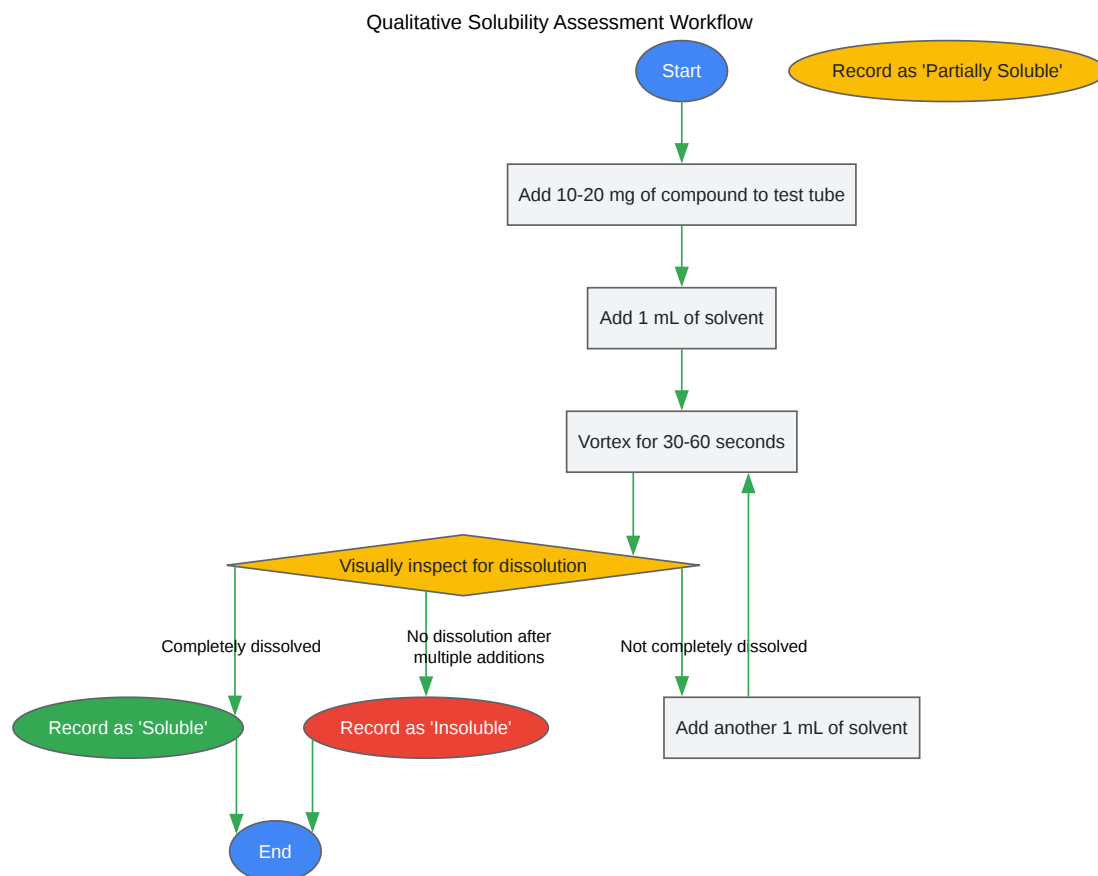 Qualitative Solubility Assessment Workflow
Start
Record as 'Partially Soluble'
Add 10-20 mg of compound to test tube
Add 1 mL of solvent
Vortex for 30-60 seconds
Visually inspect for dissolution
Completely dissolved
No dissolution after
multiple additions
Not completely dissolved
Record as 'Soluble'
Record as 'Insoluble'
Add another 1 mL of solvent
End